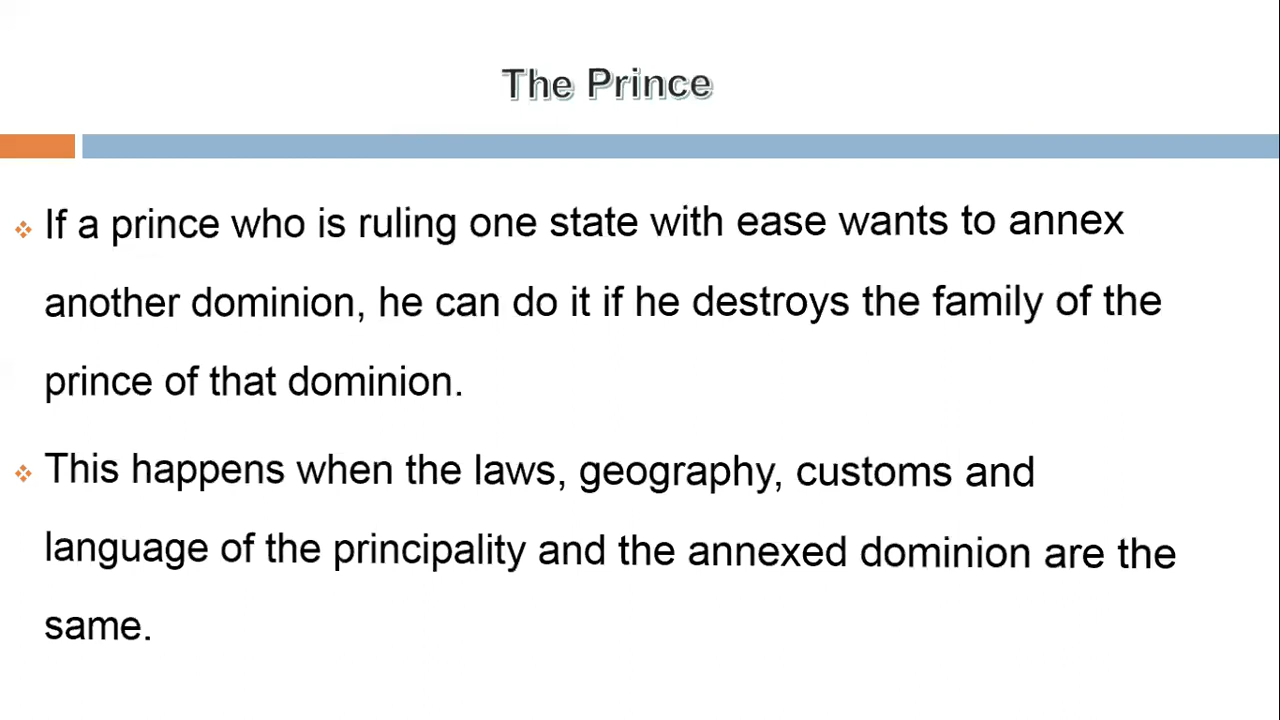 The Prince
If a prince who is ruling one state with ease wants to annex
another dominion, he can do it if he destroys the family of the
prince of that dominion.
This happens when the laws, geography, customs and
language of the principality and the annexed dominion are the
same.